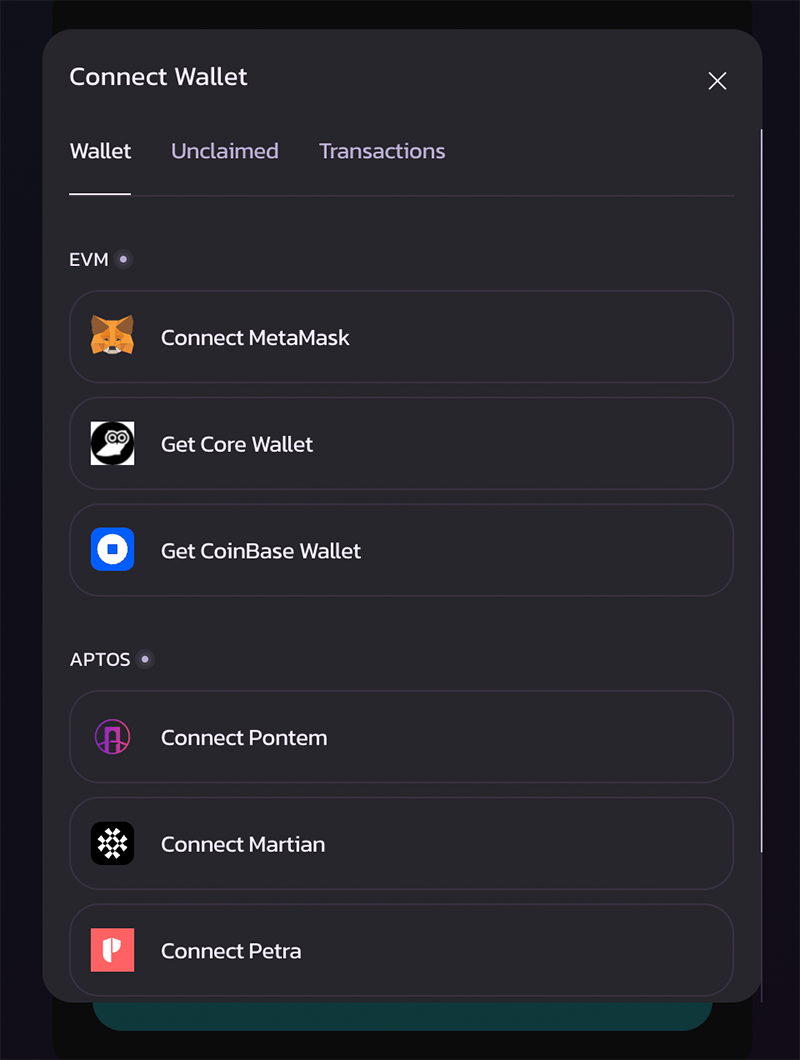 Connect Wallet
Wallet Unclaimed Transactions
EVM
Connect MetaMask
Get Core Wallet
Get CoinBase Wallet
APTOS
Connect Pontem
Connect Martian
Connect Petra